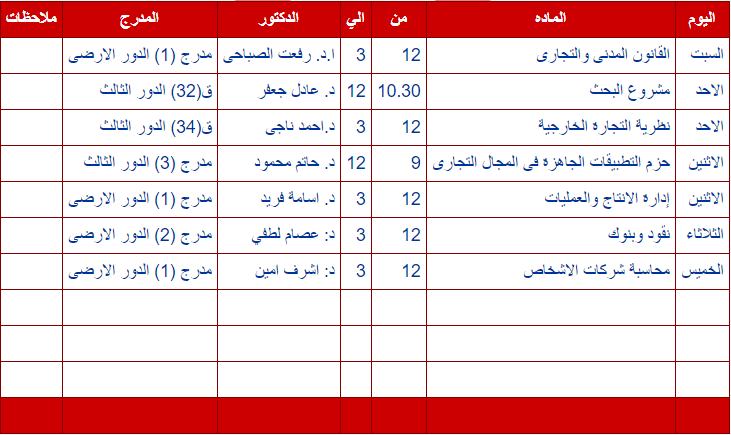 اليوم الماده من الي الدكتور المدرج ملاحظات
السبت القانون المدنى والتجارى 12 3 ا.د. رفعت الصباحى مدرج (1) الدور الارضى
الاحد مشروع البحث 10.30 12 د. عادل جعفر ق(32) الدور الثالث
الاحد نظرية التجارة الخارجية 12 3 د.احمد ناجى ق(34) الدور الثالث
الاثنين حزم التطبيقات الجاهزة فى المجال التجارى 9 12 د. حاتم محمود مدرج (3) الدور الثالث
الاثنين إدارة الانتاج والعمليات 12 3 د. اسامة فريد مدرج (1) الدور الارضى
الثلاثاء نقود وبنوك 12 3 د: عصام لطفي مدرج (2) الدور الارضى
الخميس محاسبة شركات الاشخاص 12 3 د: اشرف امين مدرج (1) الدور الارضى